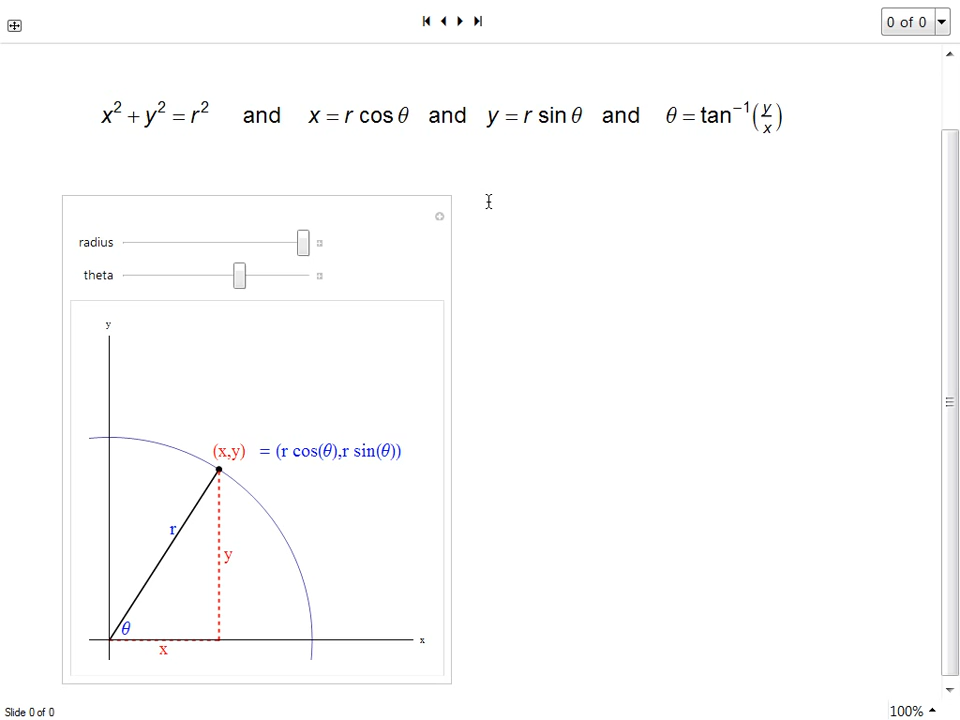 0 of 0
x² + y² = r² and x = r cos θ and y = r sin θ and θ = tan⁻¹(y/x)
radius
theta
y
(x,y) = (r cos(θ),r sin(θ))
r
y
θ
x
x
Slide 0 of 0
100%